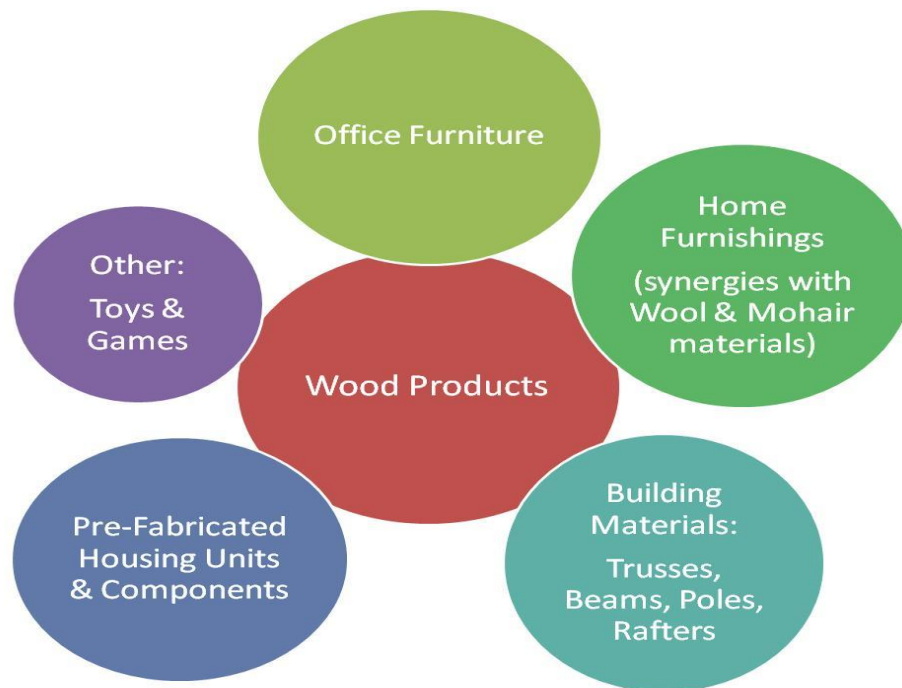 Office Furniture
Home
Furnishings
(synergies with
Wool & Mohair
materials)
Other:
Toys &
Games
Wood Products
Pre-Fabricated
Housing Units
& Components
Building
Materials:
Trusses,
Beams, Poles,
Rafters